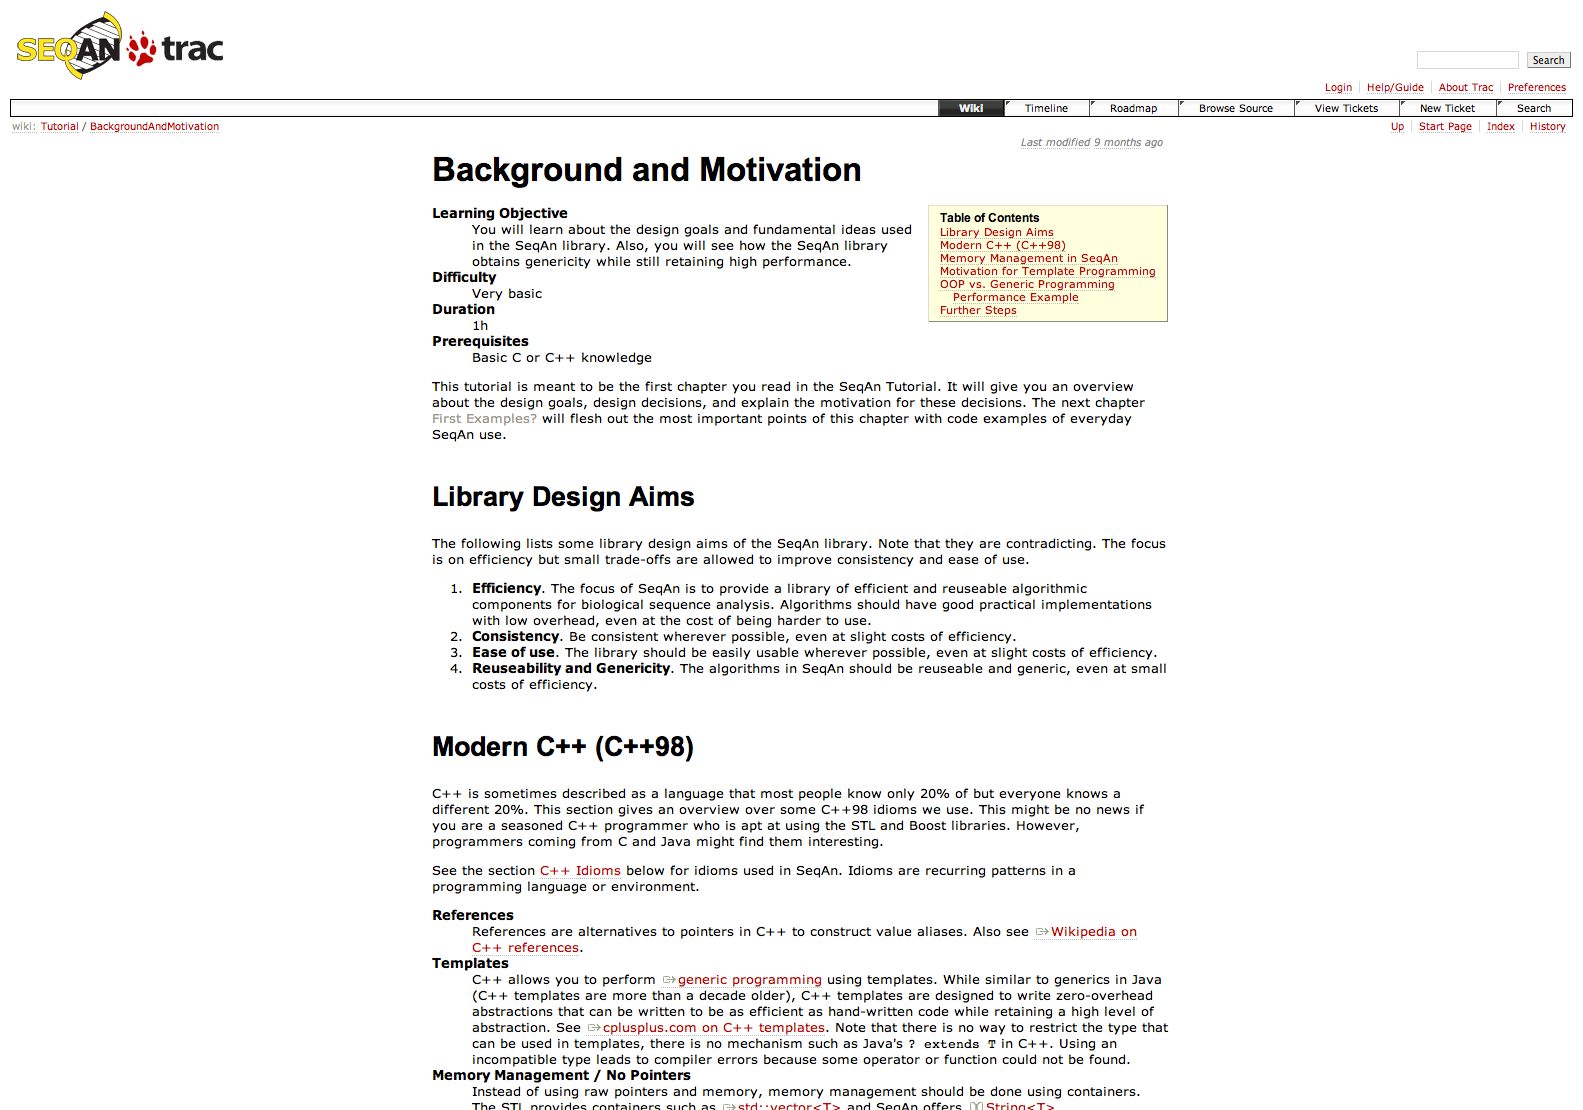 SEQAN trac
Search
Login Help/Guide About Trac Preferences
Wiki Timeline Roadmap Browse Source View Tickets New Ticket Search
wiki: Tutorial / BackgroundAndMotivation
Up Start Page Index History
Last modified 9 months ago
Background and Motivation
Learning Objective
You will learn about the design goals and fundamental ideas used
in the SeqAn library. Also, you will see how the SeqAn library
obtains genericity while still retaining high performance.
Difficulty
Very basic
Duration
1h
Prerequisites
Basic C or C++ knowledge
Table of Contents
Library Design Aims
Modern C++ (C++98)
Memory Management in SeqAn
Motivation for Template Programming
OOP vs. Generic Programming
Performance Example
Further Steps
This tutorial is meant to be the first chapter you read in the SeqAn Tutorial. It will give you an overview
about the design goals, design decisions, and explain the motivation for these decisions. The next chapter
First Examples? will flesh out the most important points of this chapter with code examples of everyday
SeqAn use.
Library Design Aims
The following lists some library design aims of the SeqAn library. Note that they are contradicting. The focus
is on efficiency but small trade-offs are allowed to improve consistency and ease of use.
1. Efficiency. The focus of SeqAn is to provide a library of efficient and reuseable algorithmic
components for biological sequence analysis. Algorithms should have good practical implementations
with low overhead, even at the cost of being harder to use.
2. Consistency. Be consistent wherever possible, even at slight costs of efficiency.
3. Ease of use. The library should be easily usable wherever possible, even at slight costs of efficiency.
4. Reuseability and Genericity. The algorithms in SeqAn should be reuseable and generic, even at small
costs of efficiency.
Modern C++ (C++98)
C++ is sometimes described as a language that most people know only 20% of but everyone knows a
different 20%. This section gives an overview over some C++98 idioms we use. This might be no news if
you are a seasoned C++ programmer who is apt at using the STL and Boost libraries. However,
programmers coming from C and Java might find them interesting.
See the section C++ Idioms below for idioms used in SeqAn. Idioms are recurring patterns in a
programming language or environment.
References
References are alternatives to pointers in C++ to construct value aliases. Also see Wikipedia on
C++ references.
Templates
C++ allows you to perform generic programming using templates. While similar to generics in Java
(C++ templates are more than a decade older), C++ templates are designed to write zero-overhead
abstractions that can be written to be as efficient as hand-written code while retaining a high level of
abstraction. See cplusplus.com on C++ templates. Note that there is no way to restrict the type that
can be used in templates, there is no mechanism such as Java's ? extends T in C++. Using an
incompatible type leads to compiler errors because some operator or function could not be found.
Memory Management / No Pointers
Instead of using raw pointers and memory, memory management should be done using containers.
The STL provides containers such as std::vector<T> and SeqAn offers String<T>